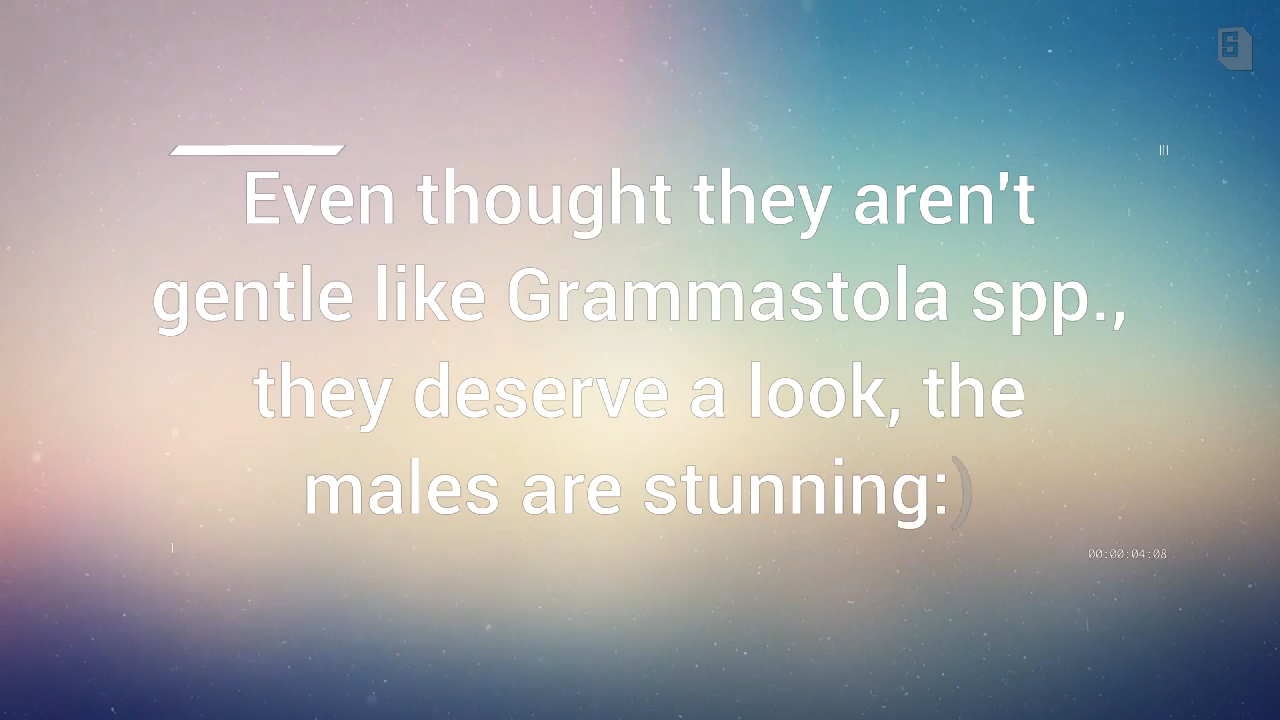 Even thought they aren't
gentle like Grammastola spp.,
they deserve a look, the
males are stunning:)
00:00:04:08